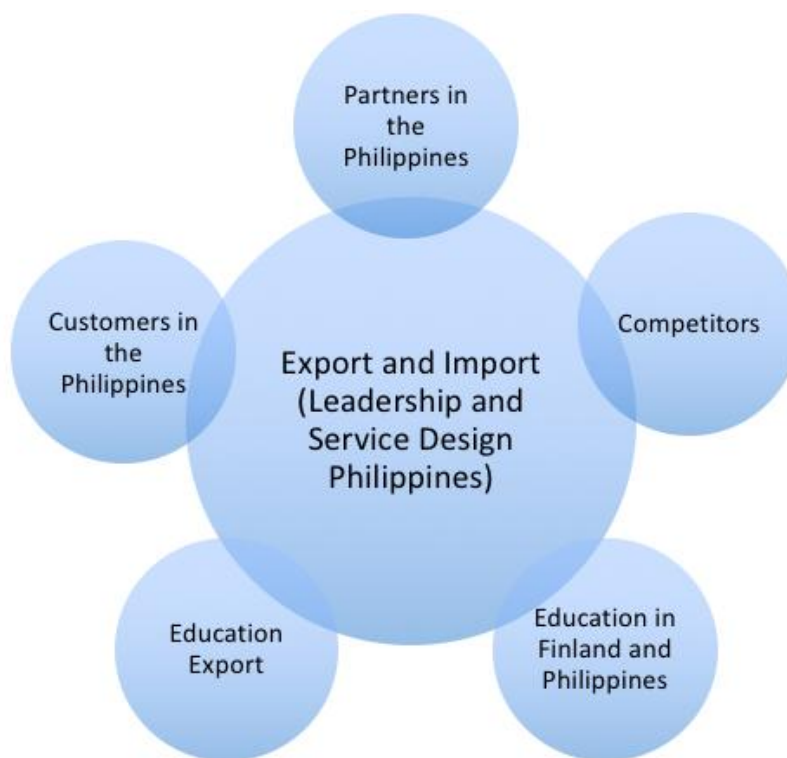 Partners in
the
Philippines
Customers in
the
Philippines
Competitors
Export and Import
(Leadership and
Service Design
Philippines)
Education
Export
Education in
Finland and
Philippines